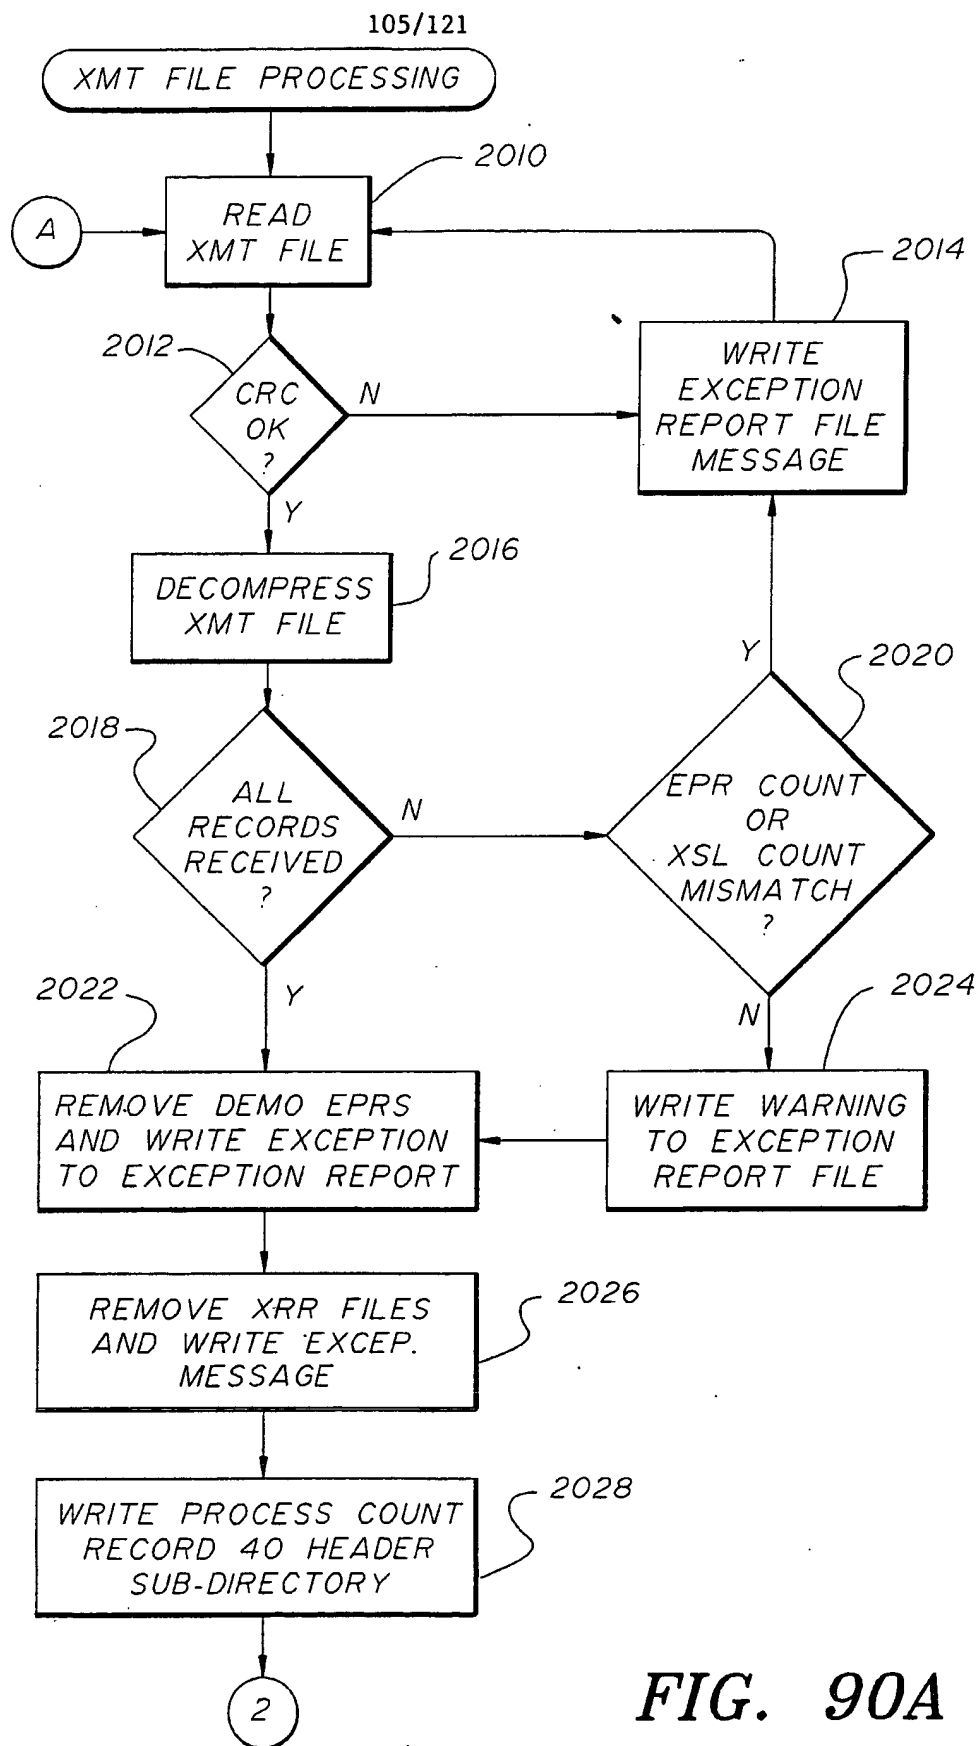 105/121
XMT FILE PROCESSING
2010
READ
XMT FILE
A
2014
WRITE
EXCEPTION
REPORT FILE
MESSAGE
2012
CRC
OK
?
N
Y
2016
DECOMPRESS
XMT FILE
2018
ALL
RECORDS
RECEIVED
?
N
Y
2020
EPR COUNT
OR
XSL COUNT
MISMATCH
?
Y
N
2022
REMOVE DEMO EPRS
AND WRITE EXCEPTION
TO EXCEPTION REPORT
2024
WRITE WARNING
TO EXCEPTION
REPORT FILE
2026
REMOVE XRR FILES
AND WRITE EXCEP.
MESSAGE
2028
WRITE PROCESS COUNT
RECORD 40 HEADER
SUB-DIRECTORY
2
FIG. 90A